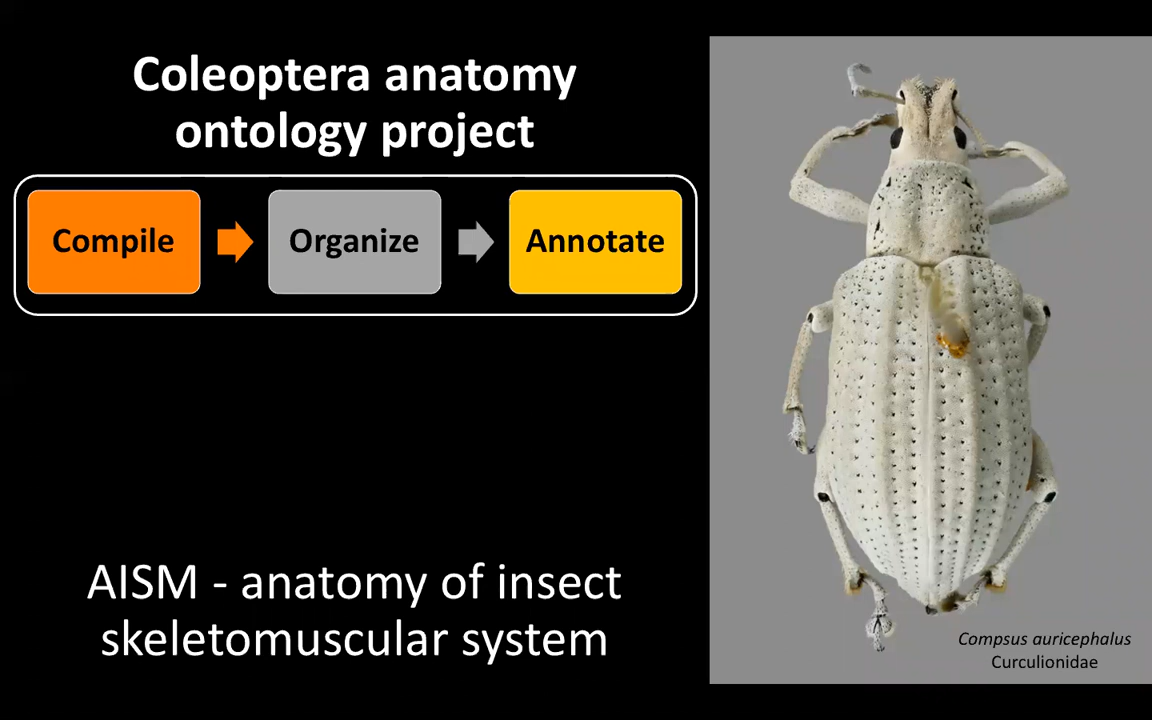 Coleoptera anatomy
ontology project
Compile
Organize
Annotate
AISM - anatomy of insect
skeletomuscular system
Compsus auricephalus
Curculionidae